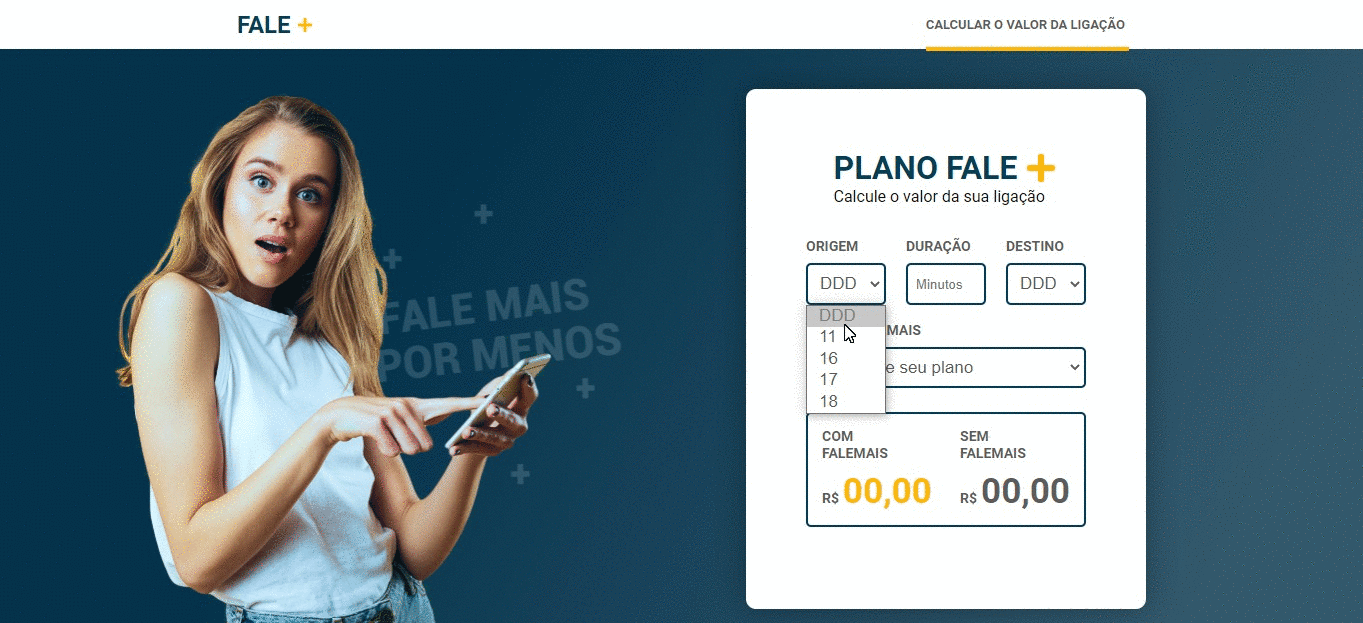 FALE +
CALCULAR O VALOR DA LIGAÇÃO
FALE MAIS
POR MENOS
PLANO FALE +
Calcule o valor da sua ligação
ORIGEM DURAÇÃO DESTINO
DDD Minutos DDD
DDD
11
16
17
18
MAIS
e seu plano
COM
FALEMAIS
R$ 00,00
SEM
FALEMAIS
R$ 00,00